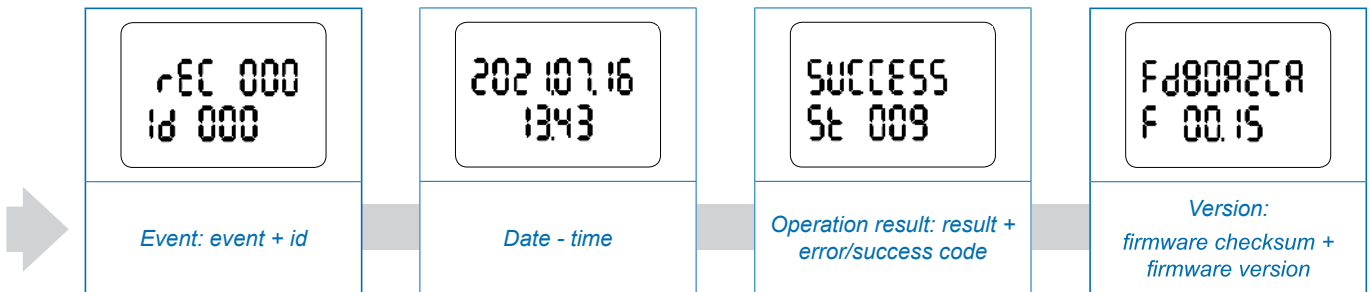 rEC 000
id 000
Event: event + id
2021.07.16
13.43
Date - time
SUCCESS
St 009
Operation result: result +
error/success code
Fd80A2CA
F 00.15
Version:
firmware checksum +
firmware version